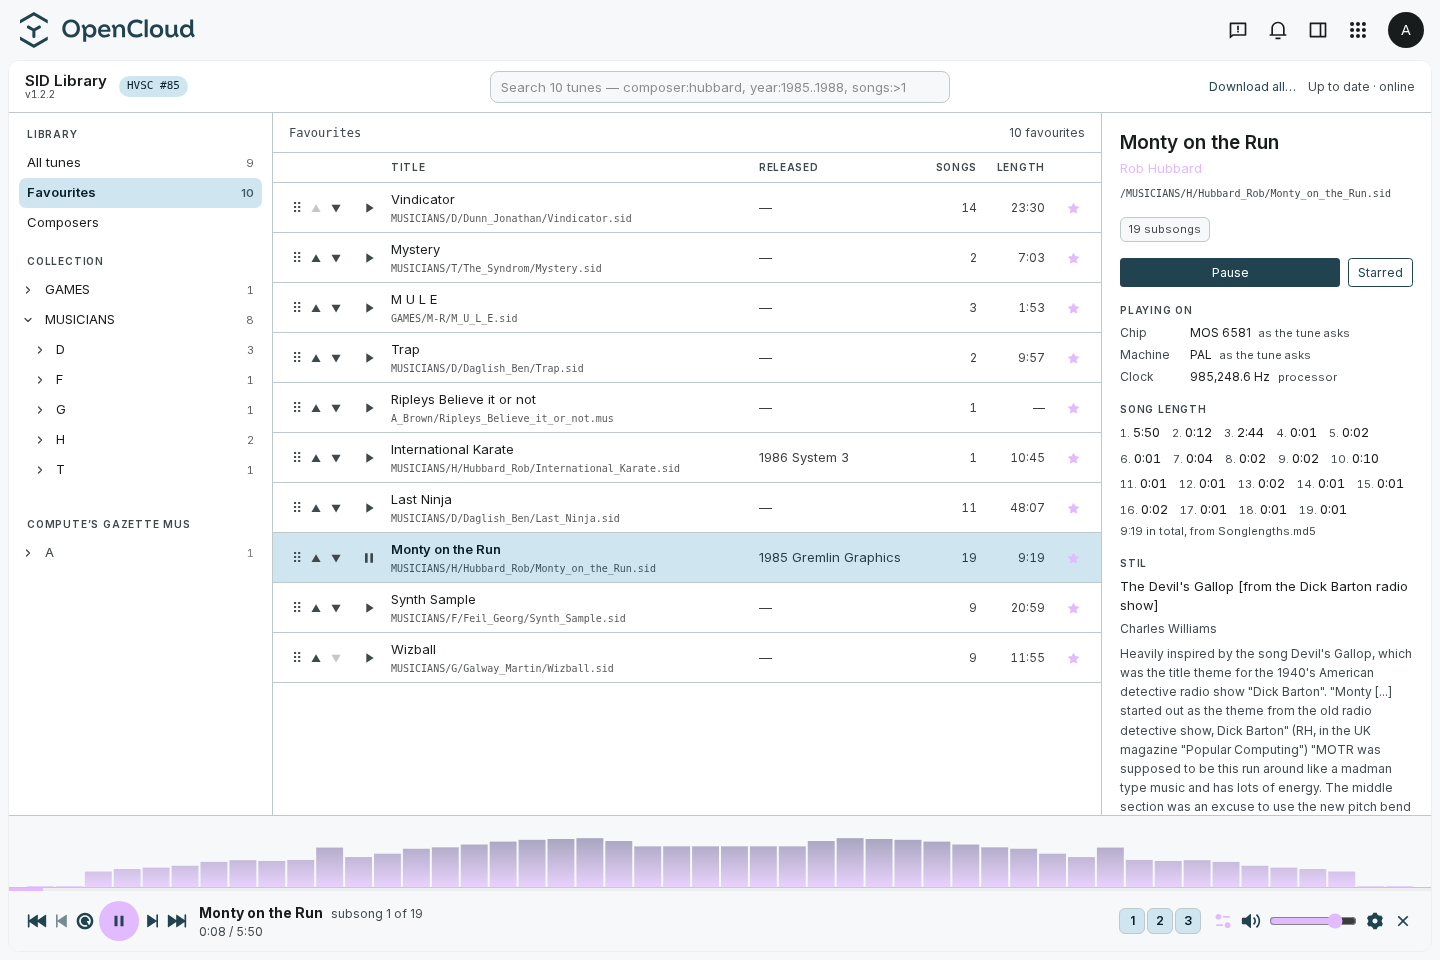 OpenCloud
A
SID Library
v1.2.2
HVSC #85
Search 10 tunes — composer:hubbard, year:1985..1988, songs:>1
Download all…
Up to date · online
LIBRARY
All tunes 9
Favourites 10
Composers
COLLECTION
GAMES 1
MUSICIANS 8
D 3
F 1
G 1
H 2
T 1
COMPUTE'S GAZETTE MUS
A 1
Favourites
10 favourites
TITLE RELEASED SONGS LENGTH
Vindicator — 14 23:30
MUSICIANS/D/Dunn_Jonathan/Vindicator.sid
Mystery — 2 7:03
MUSICIANS/T/The_Syndrom/Mystery.sid
M U L E — 3 1:53
GAMES/M-R/M_U_L_E.sid
Trap — 2 9:57
MUSICIANS/D/Daglish_Ben/Trap.sid
Ripleys Believe it or not — 1 —
A_Brown/Ripleys_Believe_it_or_not.mus
International Karate 1986 System 3 1 10:45
MUSICIANS/H/Hubbard_Rob/International_Karate.sid
Last Ninja — 11 48:07
MUSICIANS/D/Daglish_Ben/Last_Ninja.sid
Monty on the Run 1985 Gremlin Graphics 19 9:19
MUSICIANS/H/Hubbard_Rob/Monty_on_the_Run.sid
Synth Sample — 9 20:59
MUSICIANS/F/Feil_Georg/Synth_Sample.sid
Wizball — 9 11:55
MUSICIANS/G/Galway_Martin/Wizball.sid
Monty on the Run
Rob Hubbard
/MUSICIANS/H/Hubbard_Rob/Monty_on_the_Run.sid
19 subsongs
Pause
Starred
PLAYING ON
Chip MOS 6581 as the tune asks
Machine PAL as the tune asks
Clock 985,248.6 Hz processor
SONG LENGTH
1. 5:50 2. 0:12 3. 2:44 4. 0:01 5. 0:02
6. 0:01 7. 0:04 8. 0:02 9. 0:02 10. 0:10
11. 0:01 12. 0:01 13. 0:02 14. 0:01 15. 0:01
16. 0:02 17. 0:01 18. 0:01 19. 0:01
9:19 in total, from Songlengths.md5
STIL
The Devil's Gallop [from the Dick Barton radio
show]
Charles Williams
Heavily inspired by the song Devil's Gallop, which
was the title theme for the 1940's American
detective radio show "Dick Barton". "Monty [...]
started out as the theme from the old radio
detective show, Dick Barton" (RH, in the UK
magazine "Popular Computing") "MOTR was
supposed to be this run around like a madman
type music and has lots of energy. The middle
section was an excuse to use the new pitch bend
Monty on the Run subsong 1 of 19
0:08 / 5:50
1 2 3